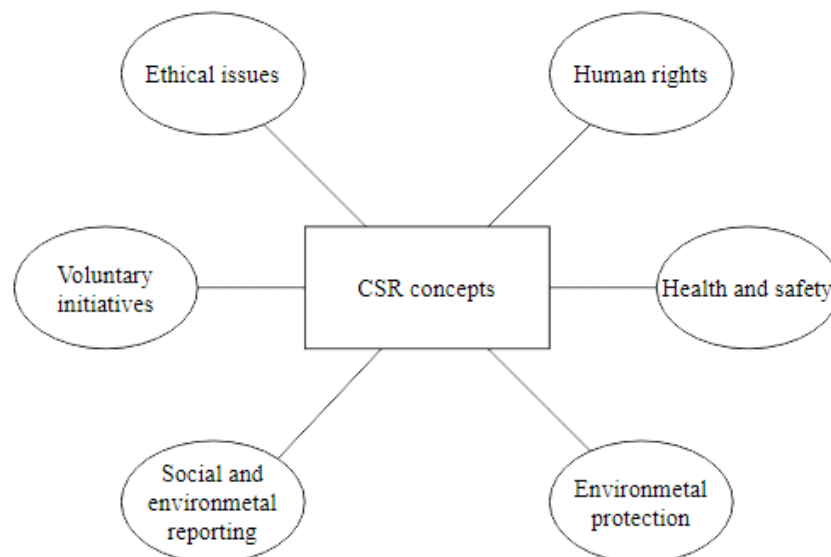 Ethical issues
Human rights
Voluntary
initiatives
CSR concepts
Health and safety
Social and
environmetal
reporting
Environmetal
protection